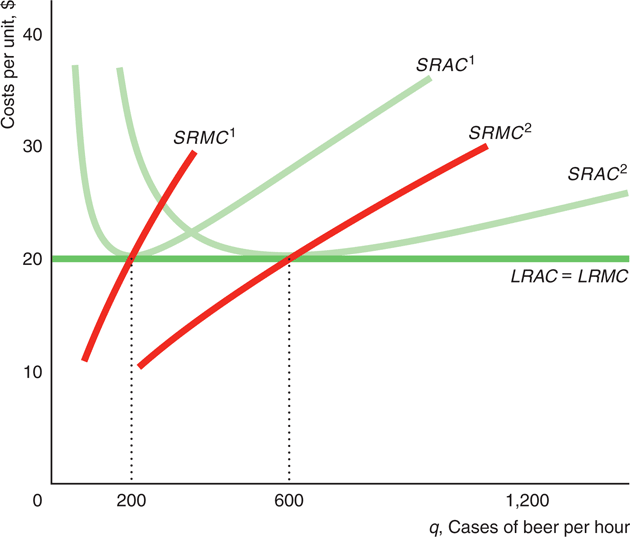 Costs per unit, $
40
30
20
10
0
SRAC¹
SRMC¹
SRMC²
SRAC²
LRAC = LRMC
200
600
1,200
q, Cases of beer per hour